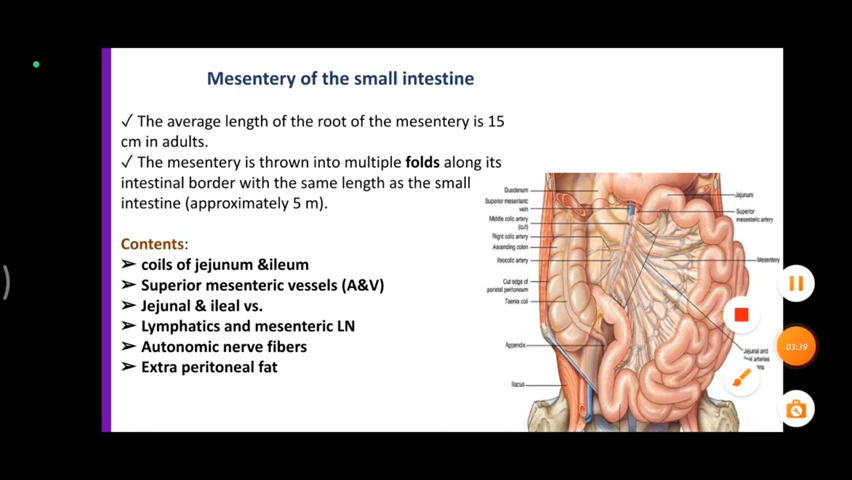 Mesentery of the small intestine
✓ The average length of the root of the mesentery is 15
cm in adults.
✓ The mesentery is thrown into multiple folds along its
intestinal border with the same length as the small
intestine (approximately 5 m).
Contents:
➢ coils of jejunum &ileum
➢ Superior mesenteric vessels (A&V)
➢ Jejunal & ileal vs.
➢ Lymphatics and mesenteric LN
➢ Autonomic nerve fibers
➢ Extra peritoneal fat
Duodenum
Superior mesenteric
vein
Middle colic artery
(cut)
Right colic artery
Ascending colon
Ileocolic artery
Cut edge of
parietal peritoneum
Taenia coli
Appendix
Iliacus
Jejunum
Superior
mesenteric artery
Mesentery
Jejunal and
arteries
03:39